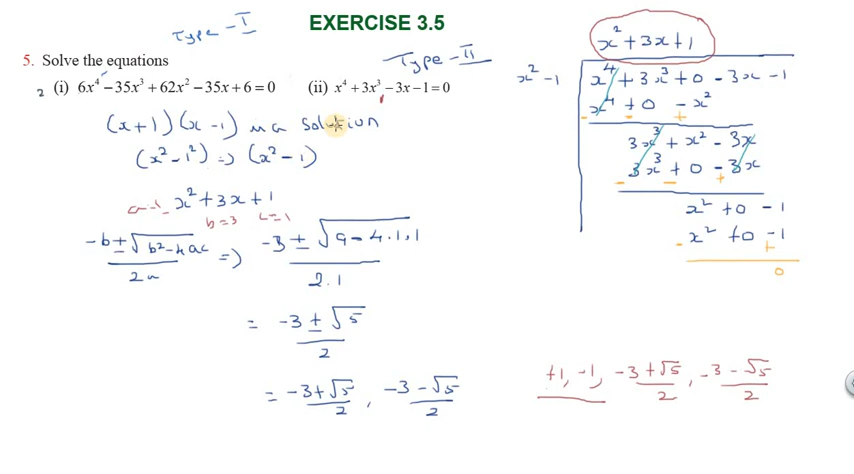 EXERCISE 3.5
Type - I
Type - II
5. Solve the equations
2 (i) 6x⁴ −35x³ +62x² −35x+6=0 (ii) x⁴ +3x³ −3x−1=0
(x+1)(x−1) is a solution
(x²−1²) => (x²−1)
x²+3x+1
a=1 b=3 c=1
-b±√b²-4ac / 2a => -3 ± √9-4.1.1 / 2.1
= -3 ± √5 / 2
= -3+√5 / 2 , -3-√5 / 2
x²+3x+1
x²-1 x⁴+3x³+0-3x-1
x⁴+0-x²
- - +
3x³+x²-3x
3x³+0-3x
- - +
x²+0-1
x²+0-1
- +
0
+1, -1, -3+√5 / 2 , -3-√5 / 2